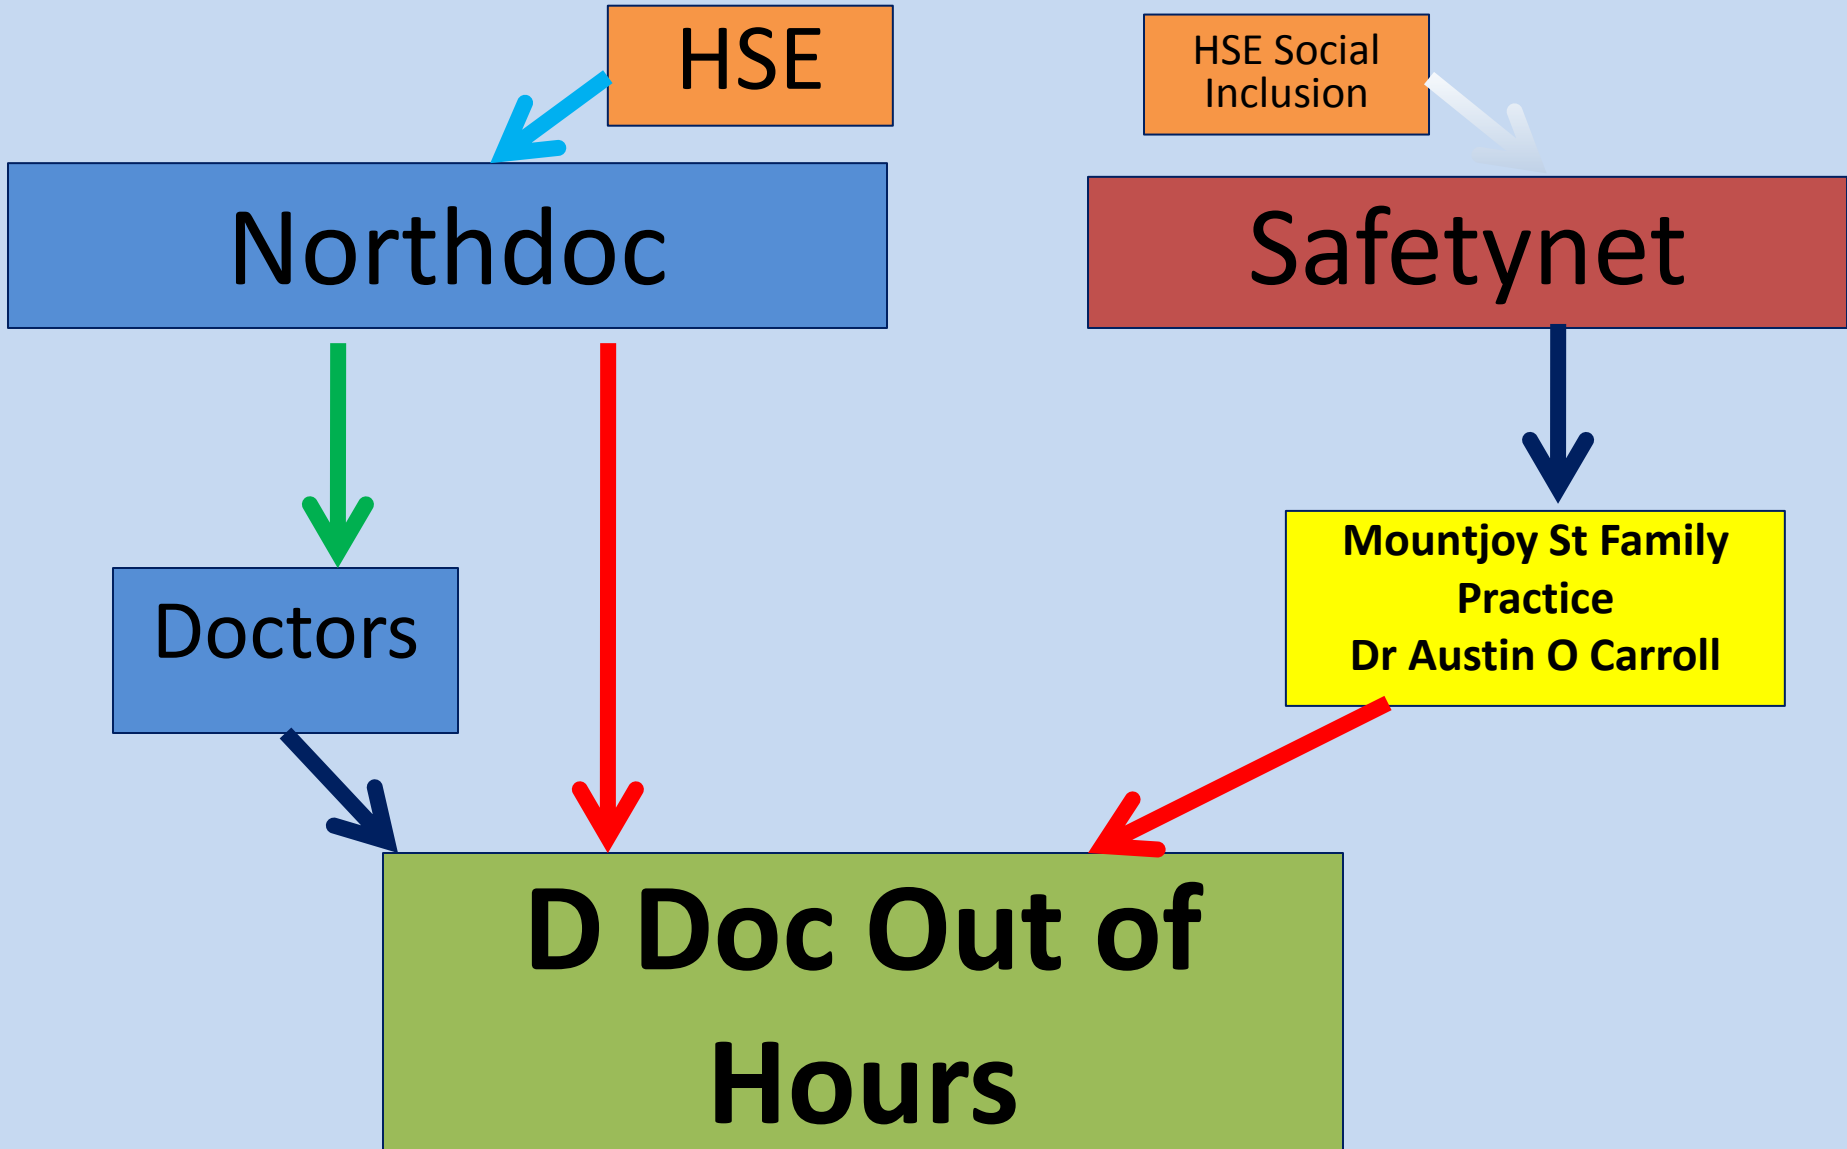 HSE
HSE Social
Inclusion
Northdoc
Safetynet
Doctors
Mountjoy St Family
Practice
Dr Austin O Carroll
D Doc Out of
Hours